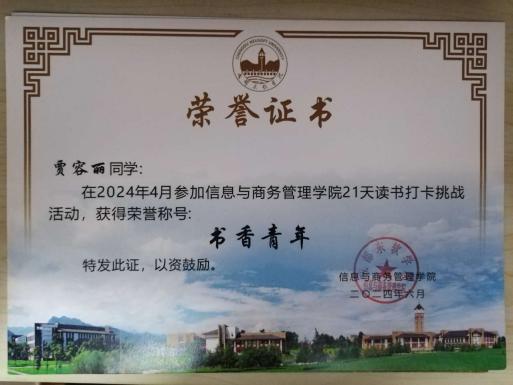 荣誉证书
贾容丽同学:
在2024年4月参加信息与商务管理学院21天读书打卡挑战
活动，获得荣誉称号:
书香青年
特发此证，以资鼓励。
信息与商务管理学院
二〇二四年六月